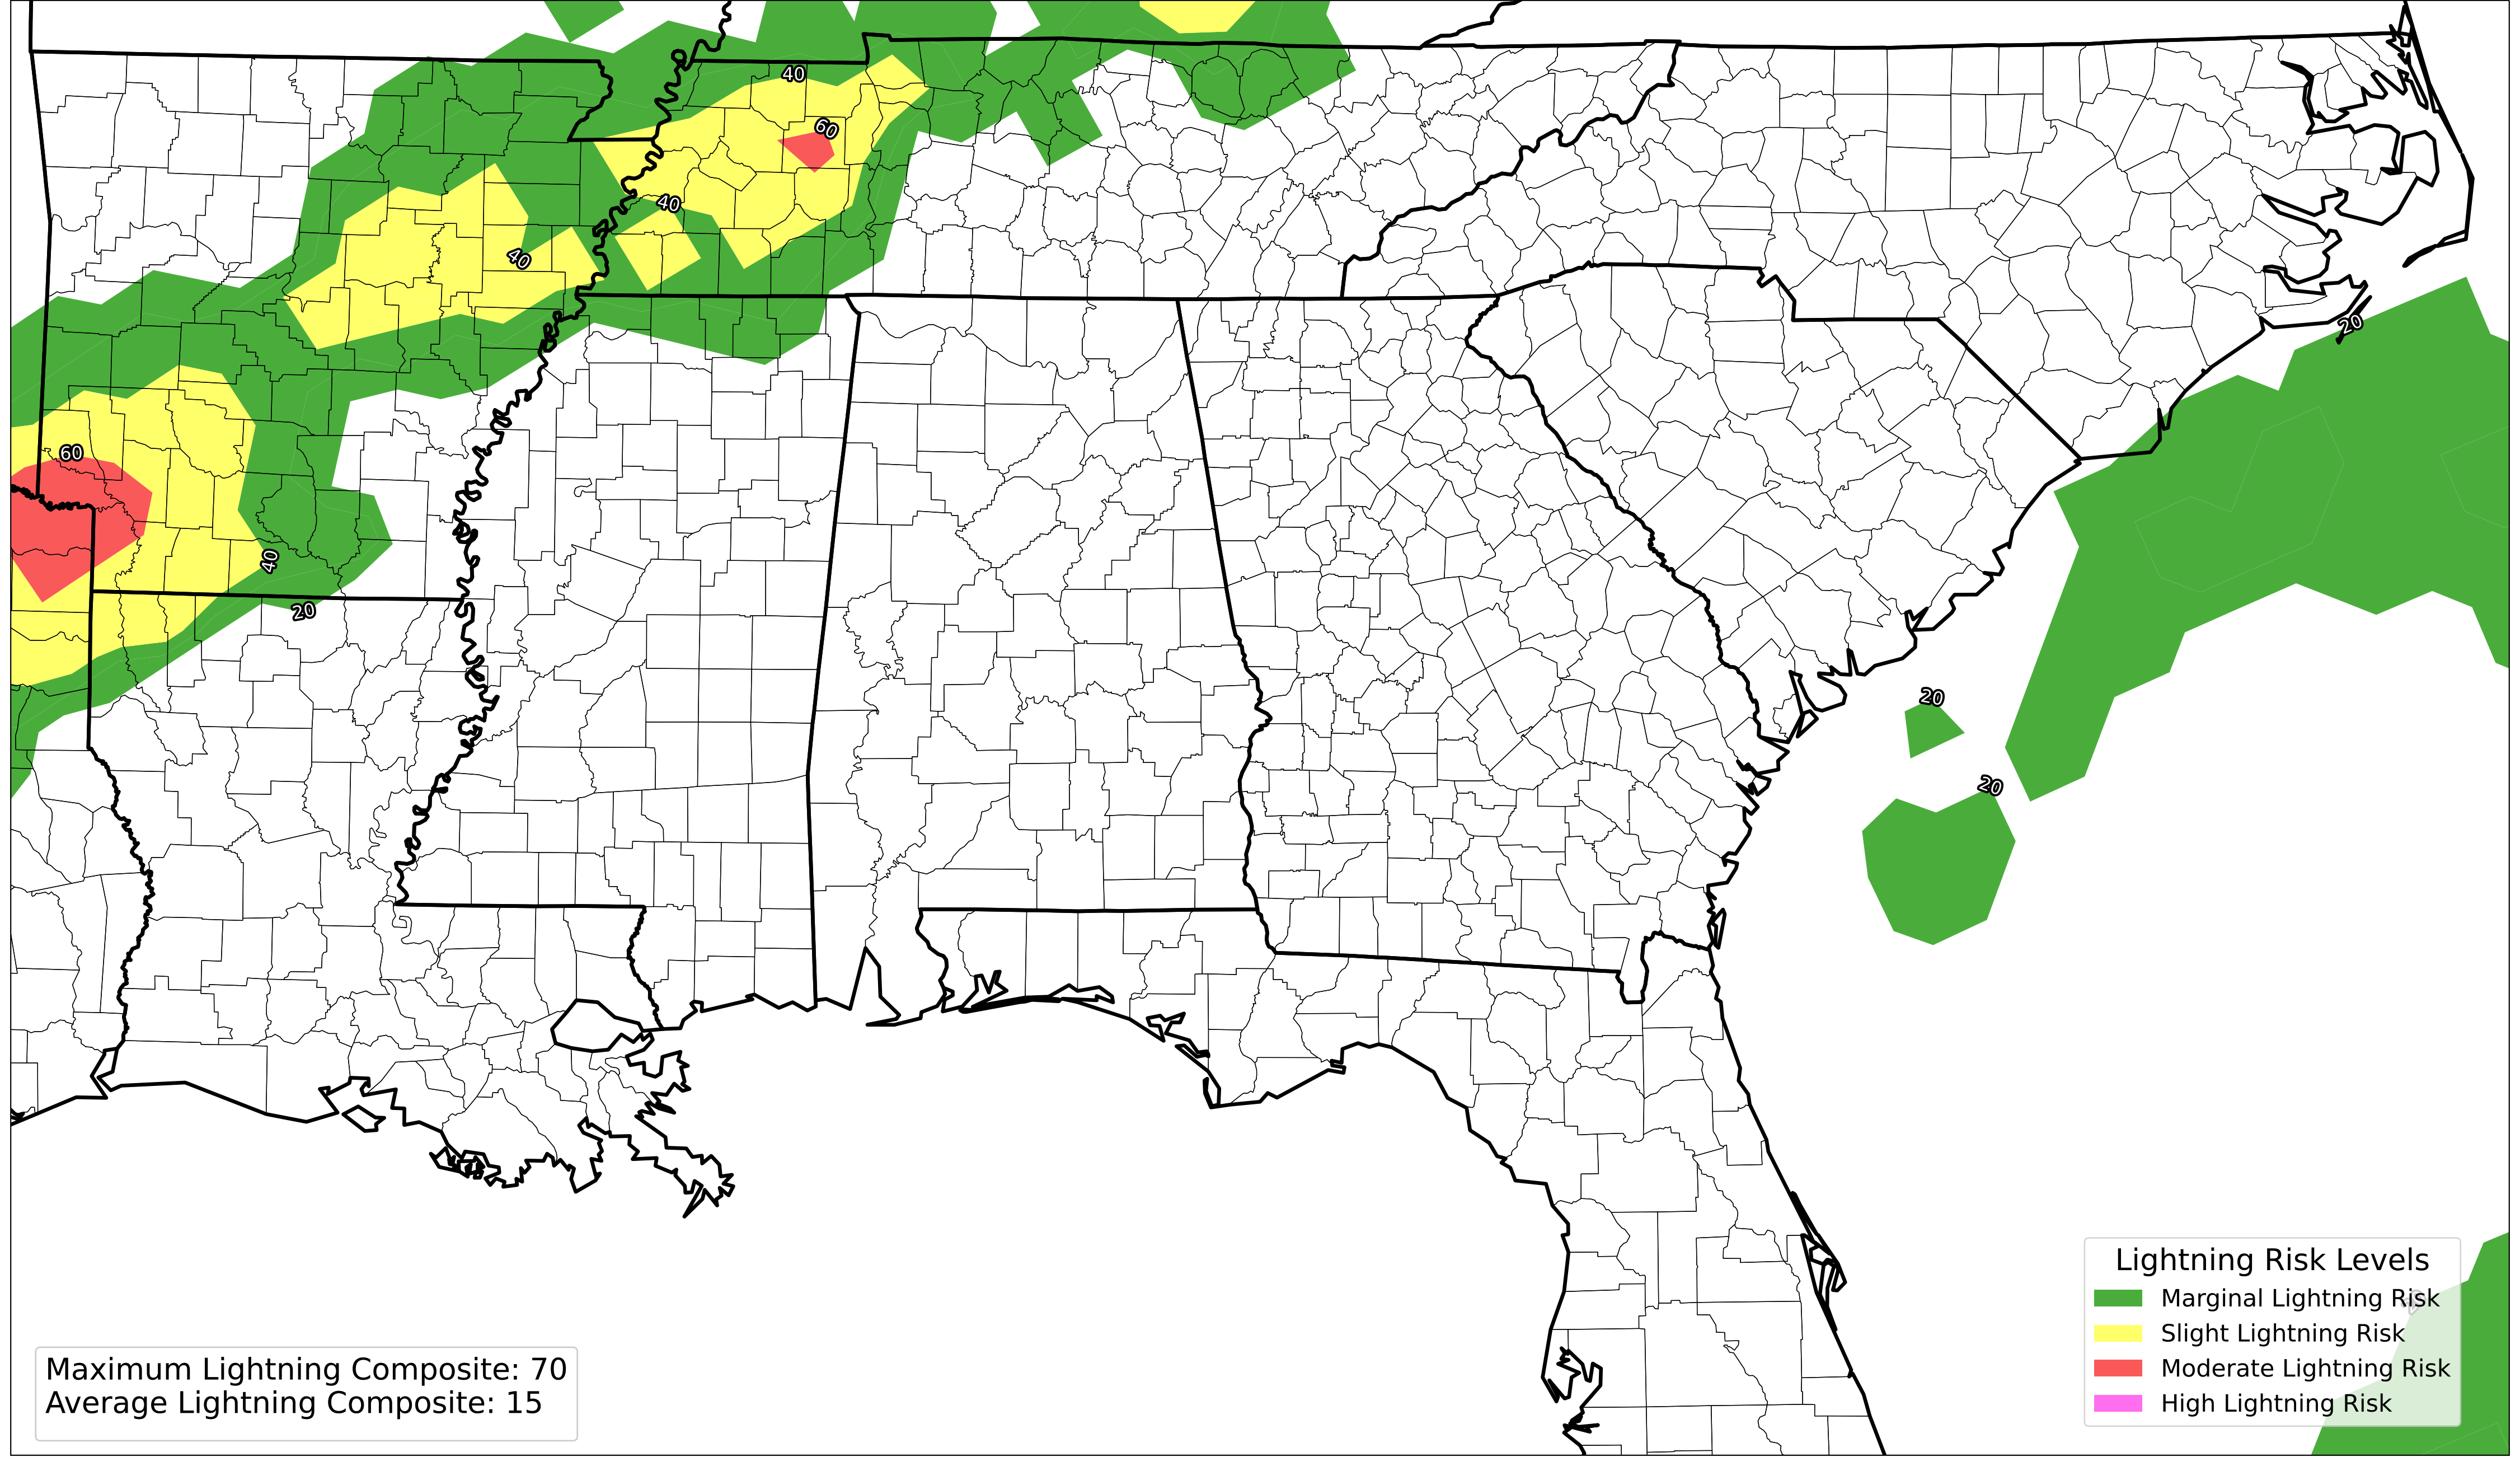 40
60
40
40
20
60
40
20
20
20
Lightning Risk Levels
Marginal Lightning Risk
Slight Lightning Risk
Moderate Lightning Risk
High Lightning Risk
Maximum Lightning Composite: 70
Average Lightning Composite: 15